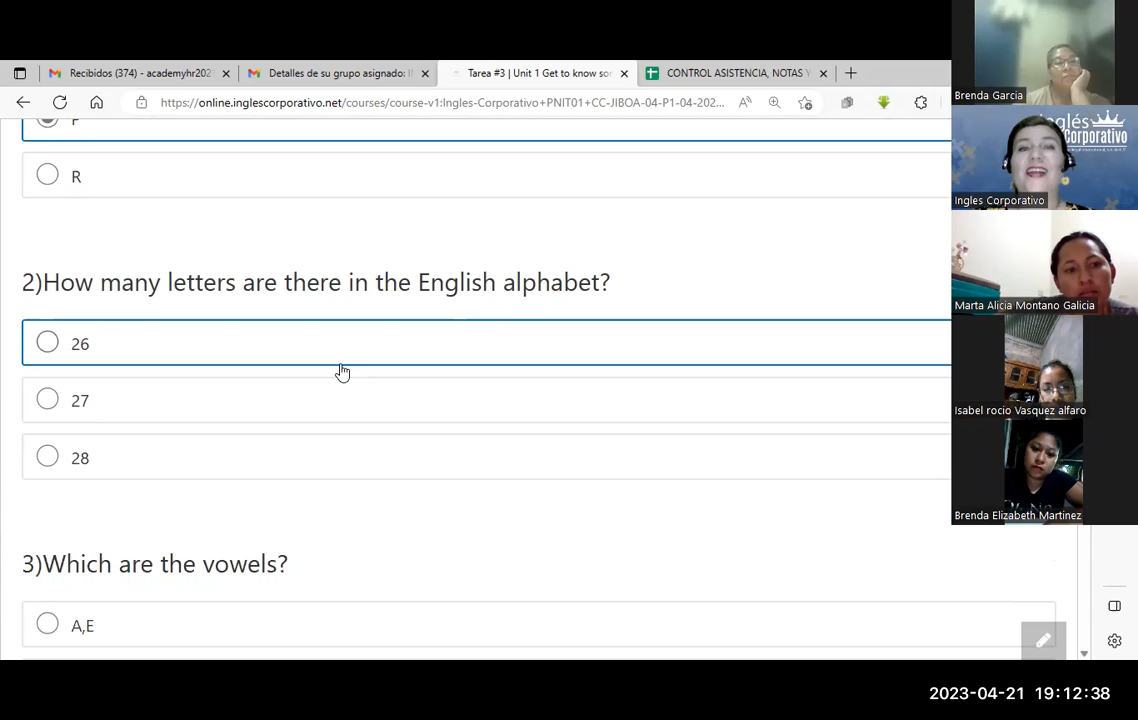 Recibidos (374) - academyhr202
Detalles de su grupo asignado: I
Tarea #3 | Unit 1 Get to know so
CONTROL ASISTENCIA, NOTAS Y
https://online.inglescorporativo.net/courses/course-v1:Ingles-Corporativo+PNIT01+CC-JIBOA-04-P1-04-202...
P
R
2)How many letters are there in the English alphabet?
26
27
28
3)Which are the vowels?
A,E
Brenda Garcia
inglés
Corporativo
Ingles Corporativo
Marta Alicia Montano Galicia
Isabel rocio Vasquez alfaro
Brenda Elizabeth Martinez
2023-04-21 19:12:38